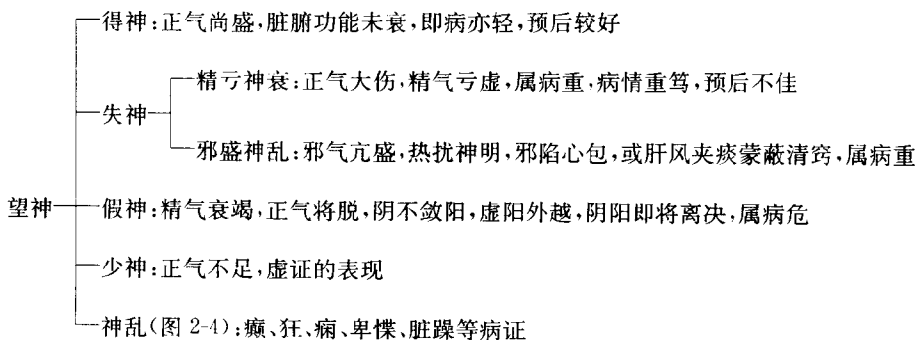 得神:正气尚盛,脏腑功能未衰,即病亦轻,预后较好
精亏神衰:正气大伤,精气亏虚,属病重,病情重笃,预后不佳
失神
邪盛神乱:邪气亢盛,热扰神明,邪陷心包,或肝风夹痰蒙蔽清窍,属病重
望神
假神:精气衰竭,正气将脱,阴不敛阳,虚阳外越,阴阳即将离决,属病危
少神:正气不足,虚证的表现
神乱(图 2-4):癫、狂、痫、卑惵、脏躁等病证